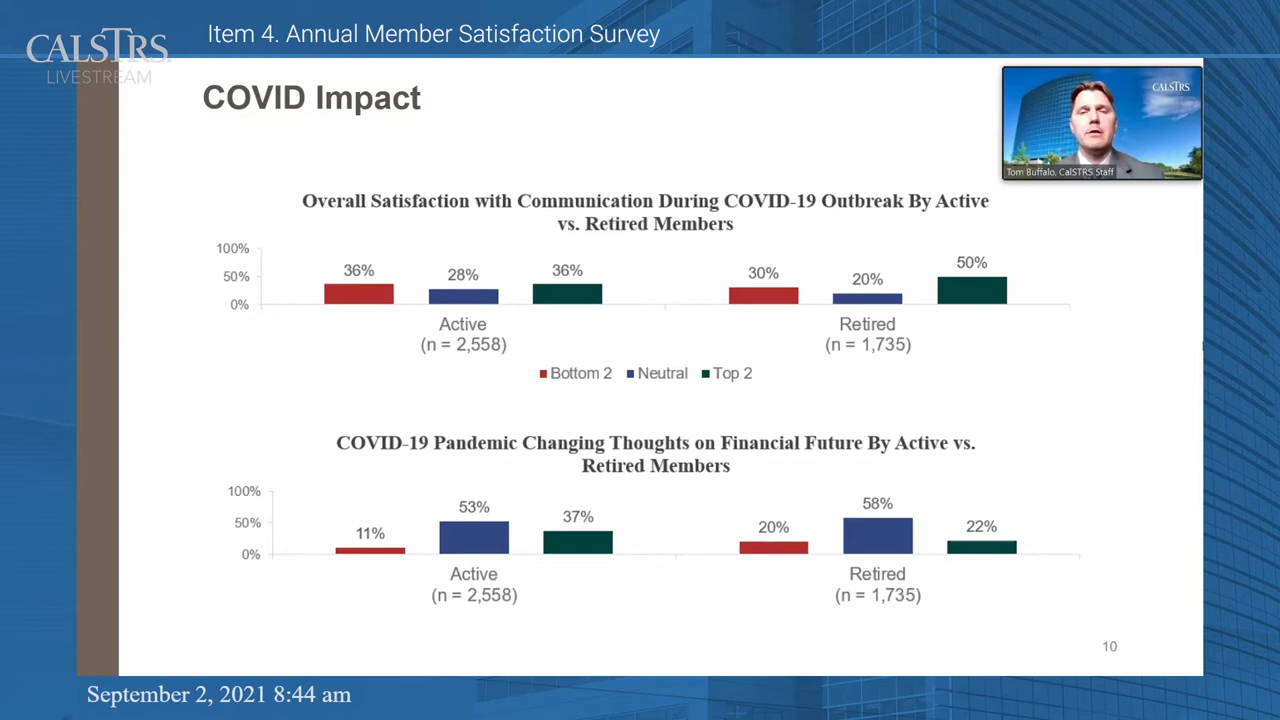 Item 4. Annual Member Satisfaction Survey
CALSTRS
LIVESTREAM
COVID Impact
CALSTRS
Tom Buffalo, CalSTRS Staff
Overall Satisfaction with Communication During COVID-19 Outbreak By Active
vs. Retired Members
100%
50%
0%
36%
28%
36%
30%
20%
50%
Active
(n = 2,558)
Retired
(n = 1,735)
Bottom 2
Neutral
Top 2
COVID-19 Pandemic Changing Thoughts on Financial Future By Active vs.
Retired Members
100%
50%
0%
11%
53%
37%
20%
58%
22%
Active
(n = 2,558)
Retired
(n = 1,735)
10
September 2, 2021 8:44 am